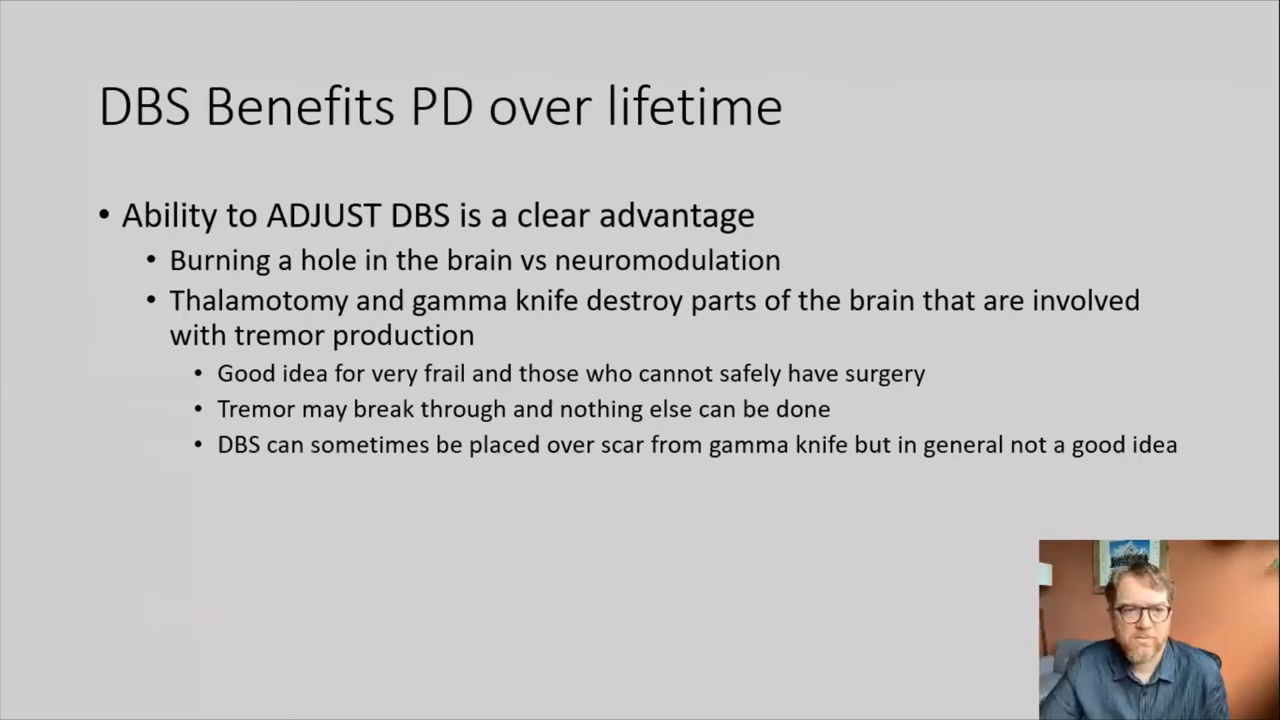 DBS Benefits PD over lifetime
• Ability to ADJUST DBS is a clear advantage
• Burning a hole in the brain vs neuromodulation
• Thalamotomy and gamma knife destroy parts of the brain that are involved
with tremor production
• Good idea for very frail and those who cannot safely have surgery
• Tremor may break through and nothing else can be done
• DBS can sometimes be placed over scar from gamma knife but in general not a good idea